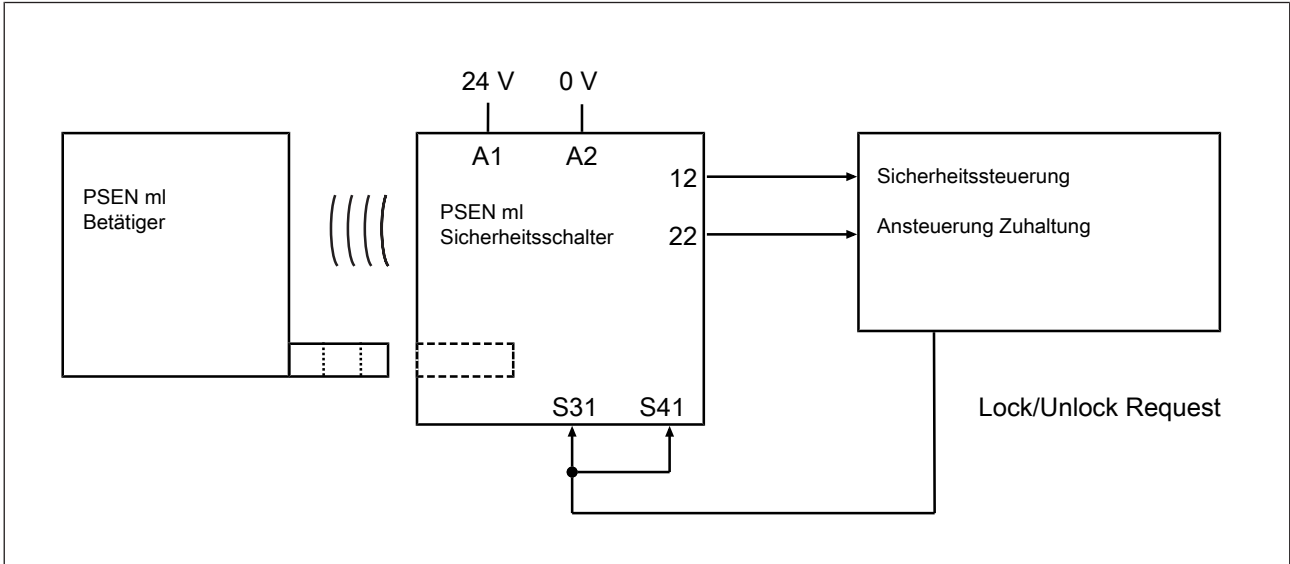 24 V
0 V
A1
A2
12
22
PSEN ml
Betätiger
PSEN ml
Sicherheitsschalter
Sicherheitssteuerung
Ansteuerung Zuhaltung
S31
S41
Lock/Unlock Request